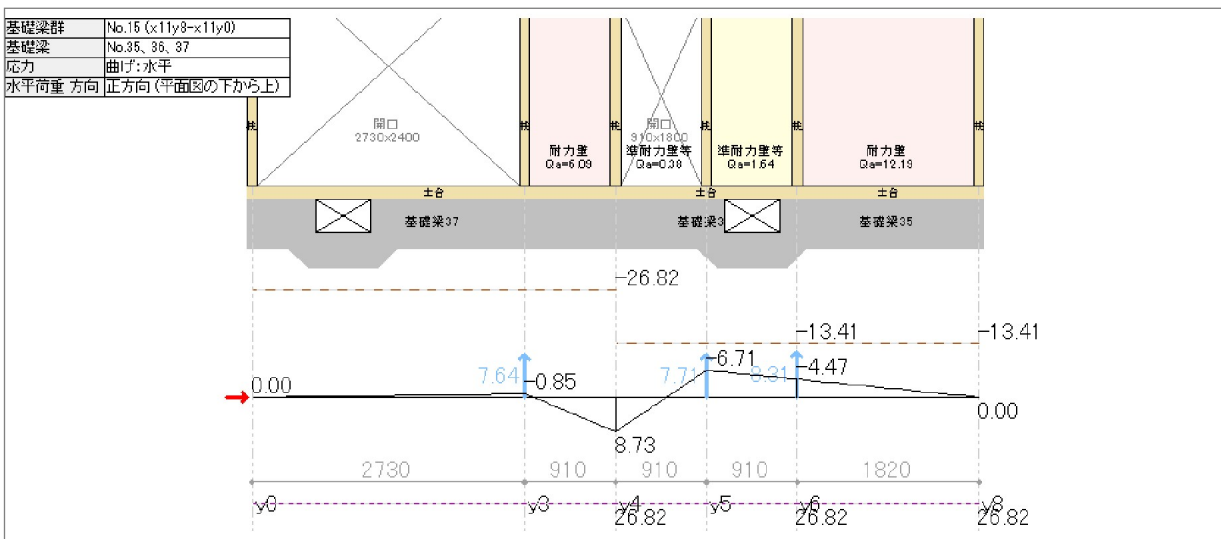 基礎梁群 No.15 (x11y8-x11y0)
基礎梁 No.35、36、37
応力 曲げ:水平
水平荷重 方向 正方向(平面図の下から上)
柱 柱 柱 柱 柱 柱
開口
2730x2400
開口
910x1800
耐力壁
Qa=6.09
準耐力壁等
Qa=0.38
準耐力壁等
Qa=1.64
耐力壁
Qa=12.19
土台 土台 土台
基礎梁37 基礎梁3 基礎梁35
-26.82
-13.41 -13.41
-6.71
7.64 -0.85 7.71 8.31 -4.47
0.00
0.00
8.73
2730 910 910 910 1820
y0 y3 y4 y5 y6 y8
26.82 26.82 26.82